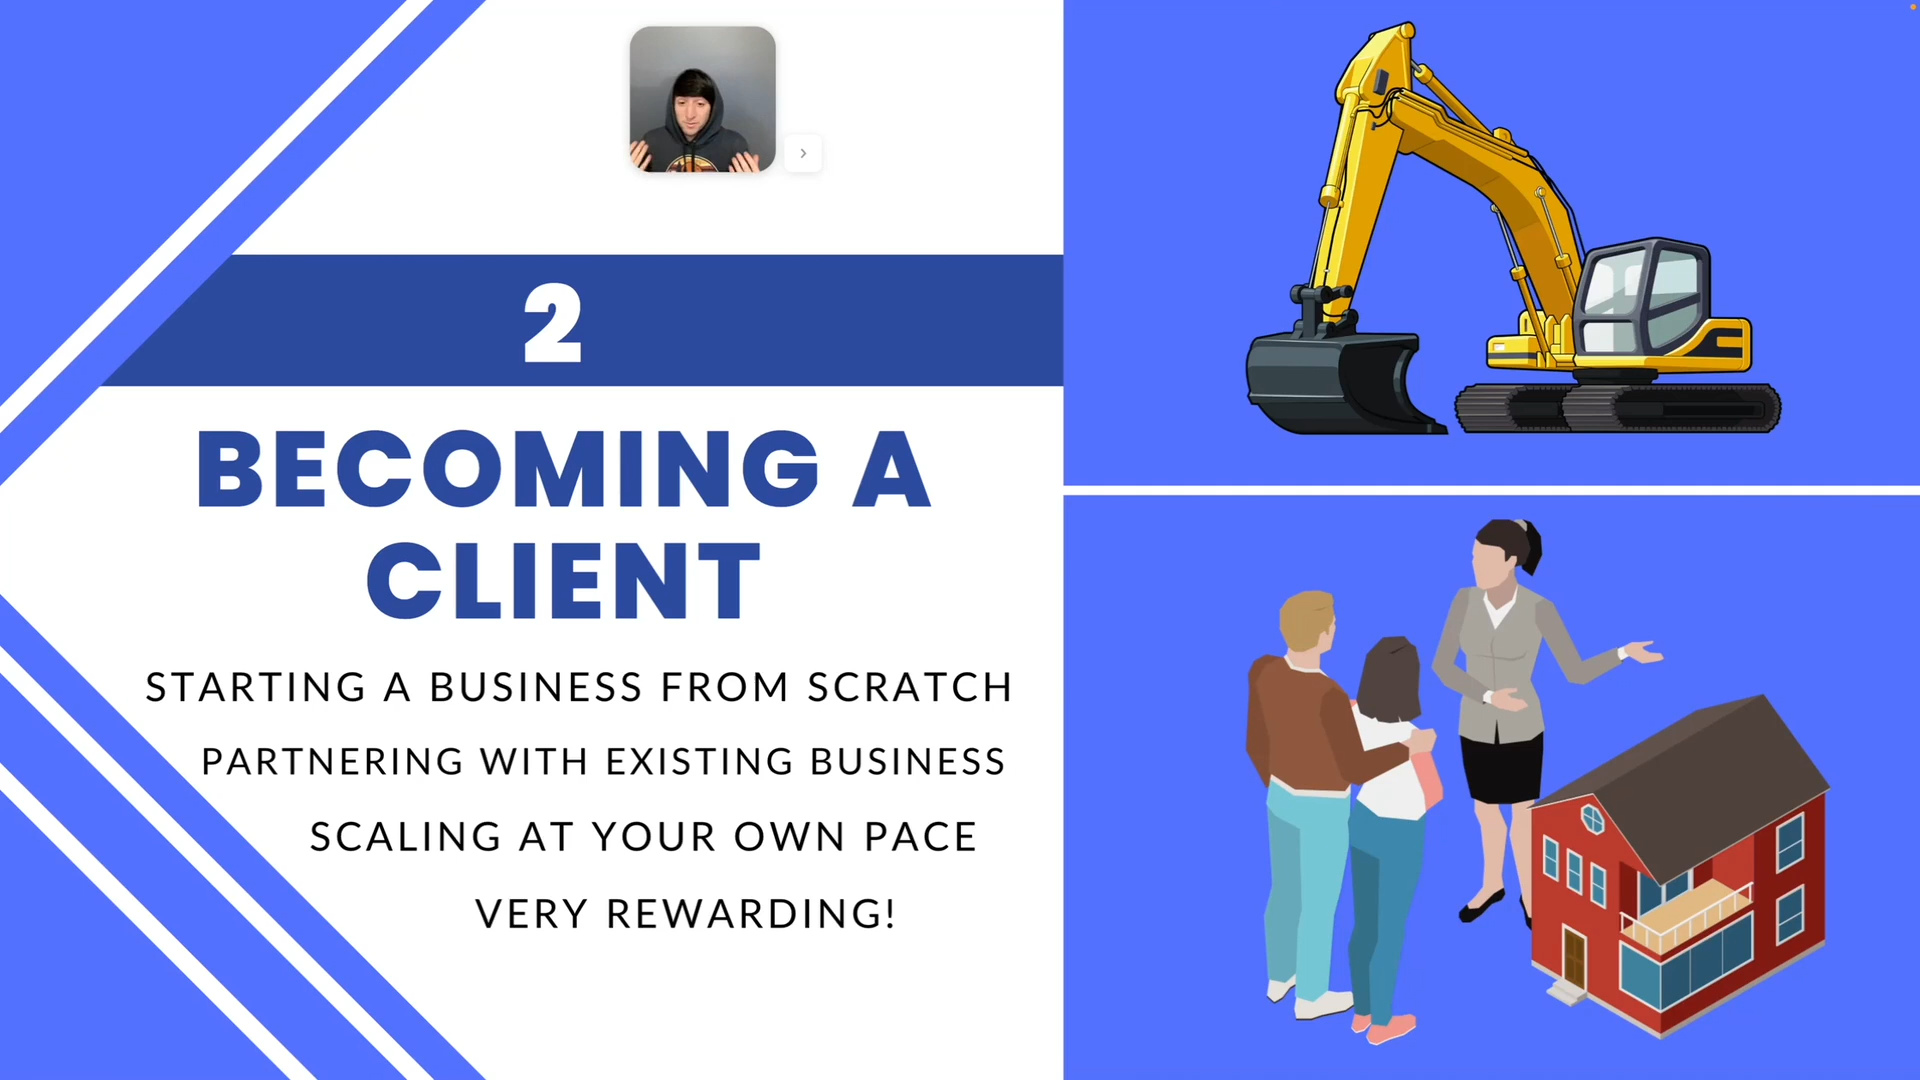 2
BECOMING A
CLIENT
STARTING A BUSINESS FROM SCRATCH
PARTNERING WITH EXISTING BUSINESS
SCALING AT YOUR OWN PACE
VERY REWARDING!